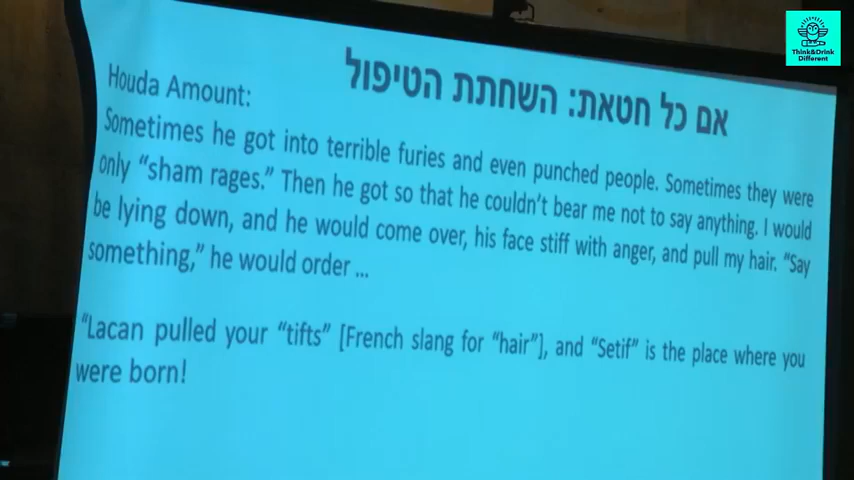 אם כל חטאת: השחתת הטיפול
Houda Amount:
Sometimes he got into terrible furies and even punched people. Sometimes they were
only “sham rages.” Then he got so that he couldn’t bear me not to say anything. I would
be lying down, and he would come over, his face stiff with anger, and pull my hair. “Say
something,” he would order ...
“Lacan pulled your “tifts” [French slang for “hair”], and “Setif” is the place where you
were born!
Think&Drink
Different